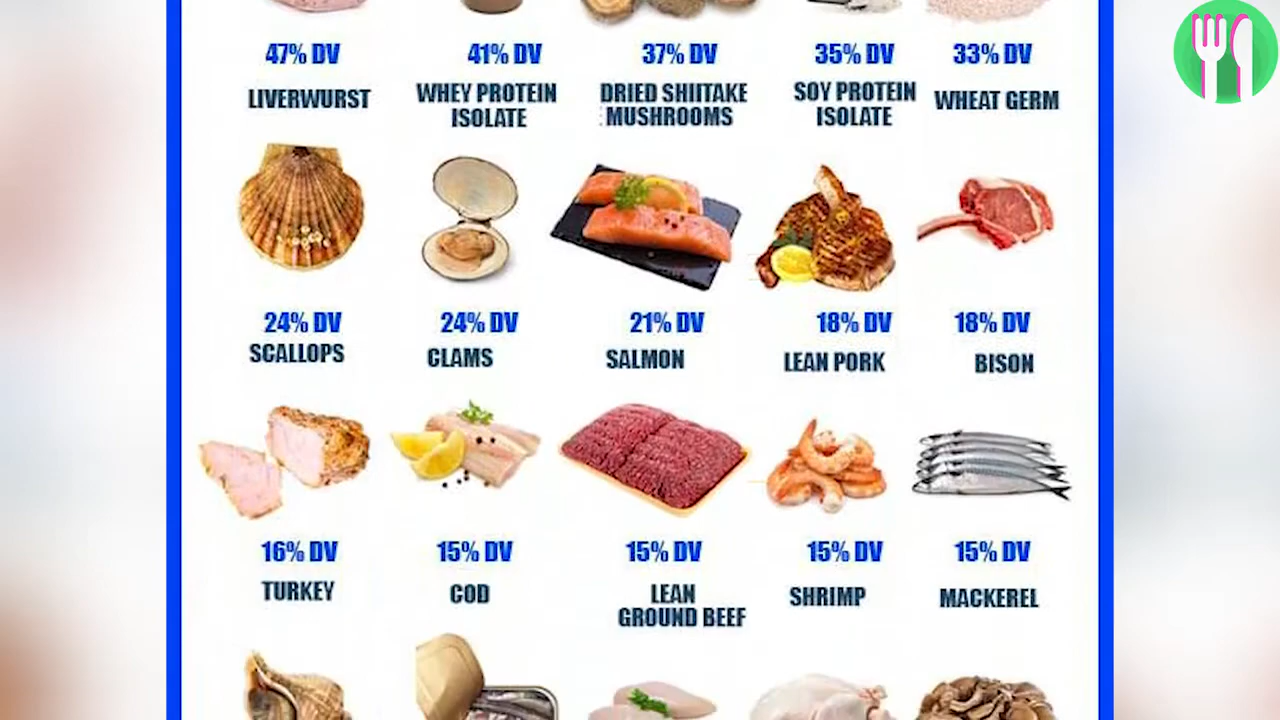 47% DV 41% DV 37% DV 35% DV 33% DV
LIVERWURST WHEY PROTEIN ISOLATE DRIED SHIITAKE MUSHROOMS SOY PROTEIN ISOLATE WHEAT GERM
24% DV 24% DV 21% DV 18% DV 18% DV
SCALLOPS CLAMS SALMON LEAN PORK BISON
16% DV 15% DV 15% DV 15% DV 15% DV
TURKEY COD LEAN GROUND BEEF SHRIMP MACKEREL